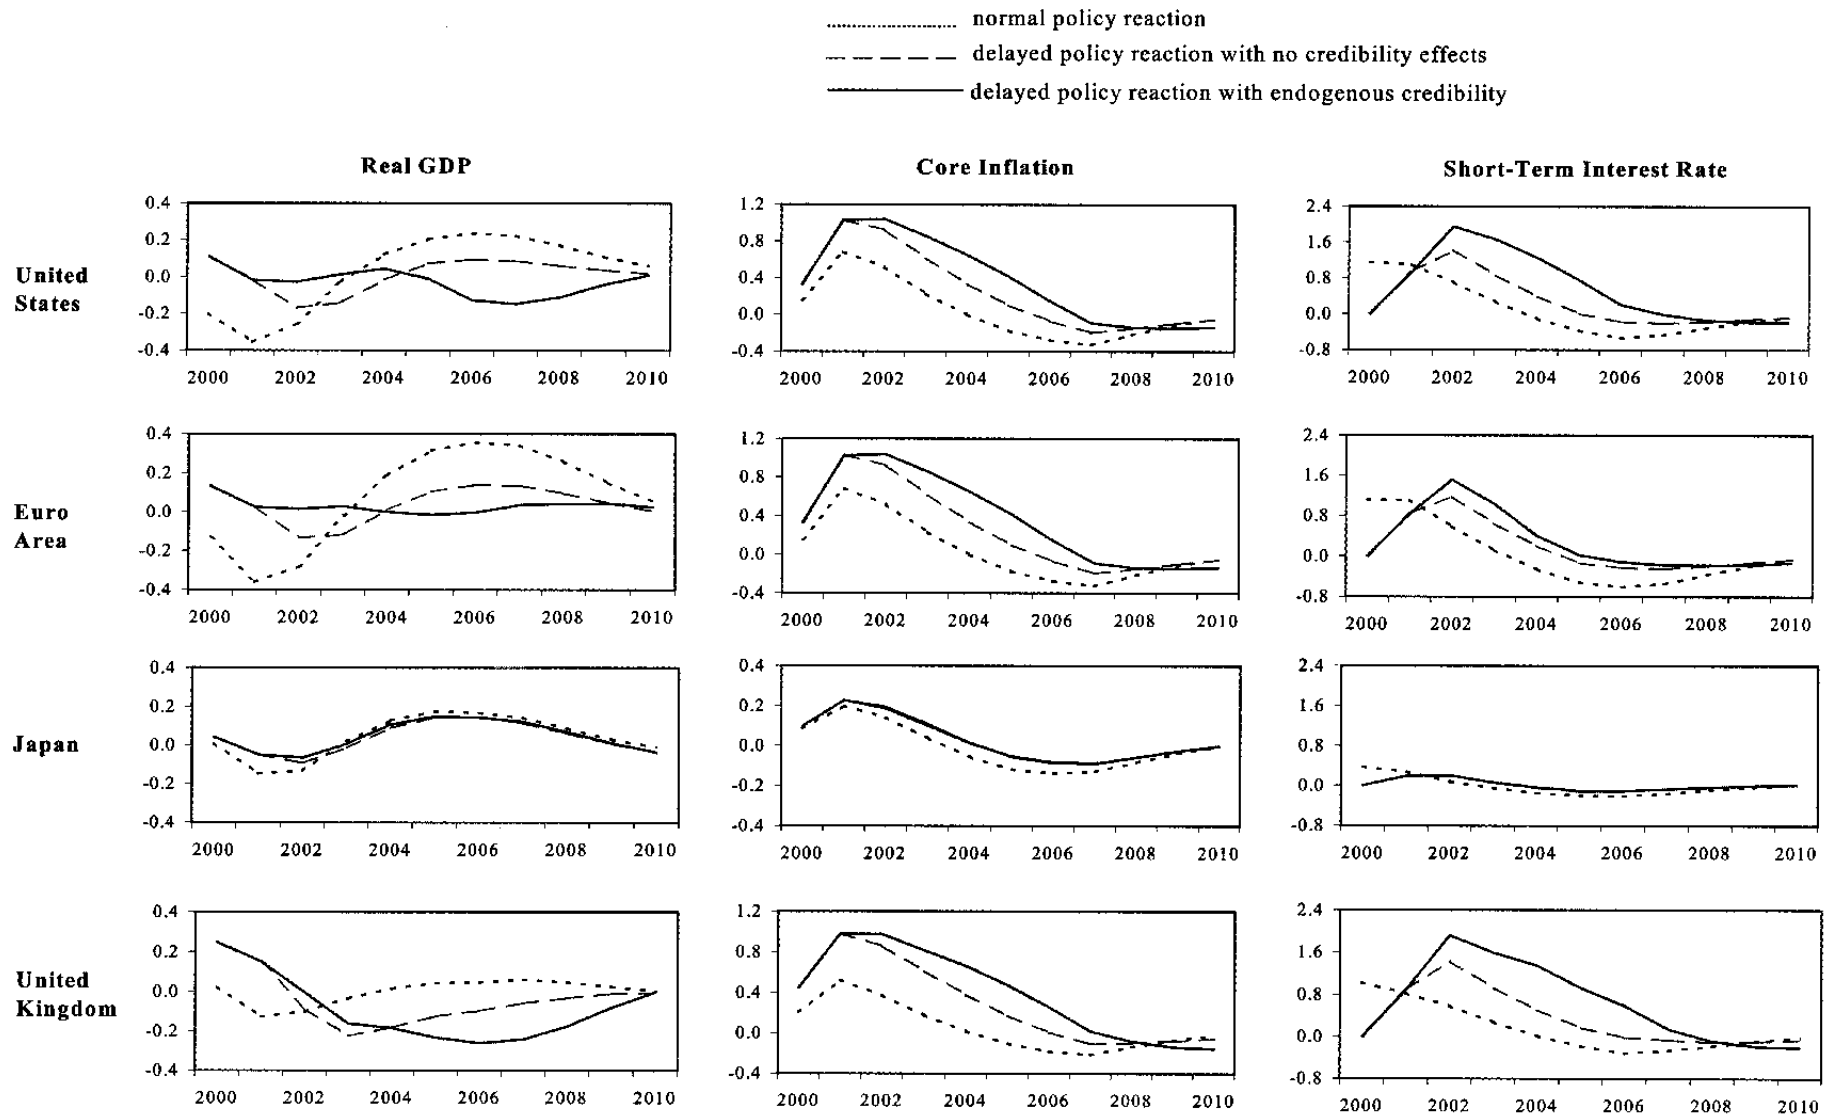 normal policy reaction
delayed policy reaction with no credibility effects
delayed policy reaction with endogenous credibility
Real GDP
Core Inflation
Short-Term Interest Rate
United
States
0.4
0.2
0.0
-0.2
-0.4
2000 2002 2004 2006 2008 2010
1.2
0.8
0.4
0.0
-0.4
2000 2002 2004 2006 2008 2010
2.4
1.6
0.8
0.0
-0.8
2000 2002 2004 2006 2008 2010
Euro
Area
0.4
0.2
0.0
-0.2
-0.4
2000 2002 2004 2006 2008 2010
1.2
0.8
0.4
0.0
-0.4
2000 2002 2004 2006 2008 2010
2.4
1.6
0.8
0.0
-0.8
2000 2002 2004 2006 2008 2010
Japan
0.4
0.2
0.0
-0.2
-0.4
2000 2002 2004 2006 2008 2010
0.4
0.2
0.0
-0.2
-0.4
2000 2002 2004 2006 2008 2010
2.4
1.6
0.8
0.0
-0.8
2000 2002 2004 2006 2008 2010
United
Kingdom
0.4
0.2
0.0
-0.2
-0.4
2000 2002 2004 2006 2008 2010
1.2
0.8
0.4
0.0
-0.4
2000 2002 2004 2006 2008 2010
2.4
1.6
0.8
0.0
-0.8
2000 2002 2004 2006 2008 2010